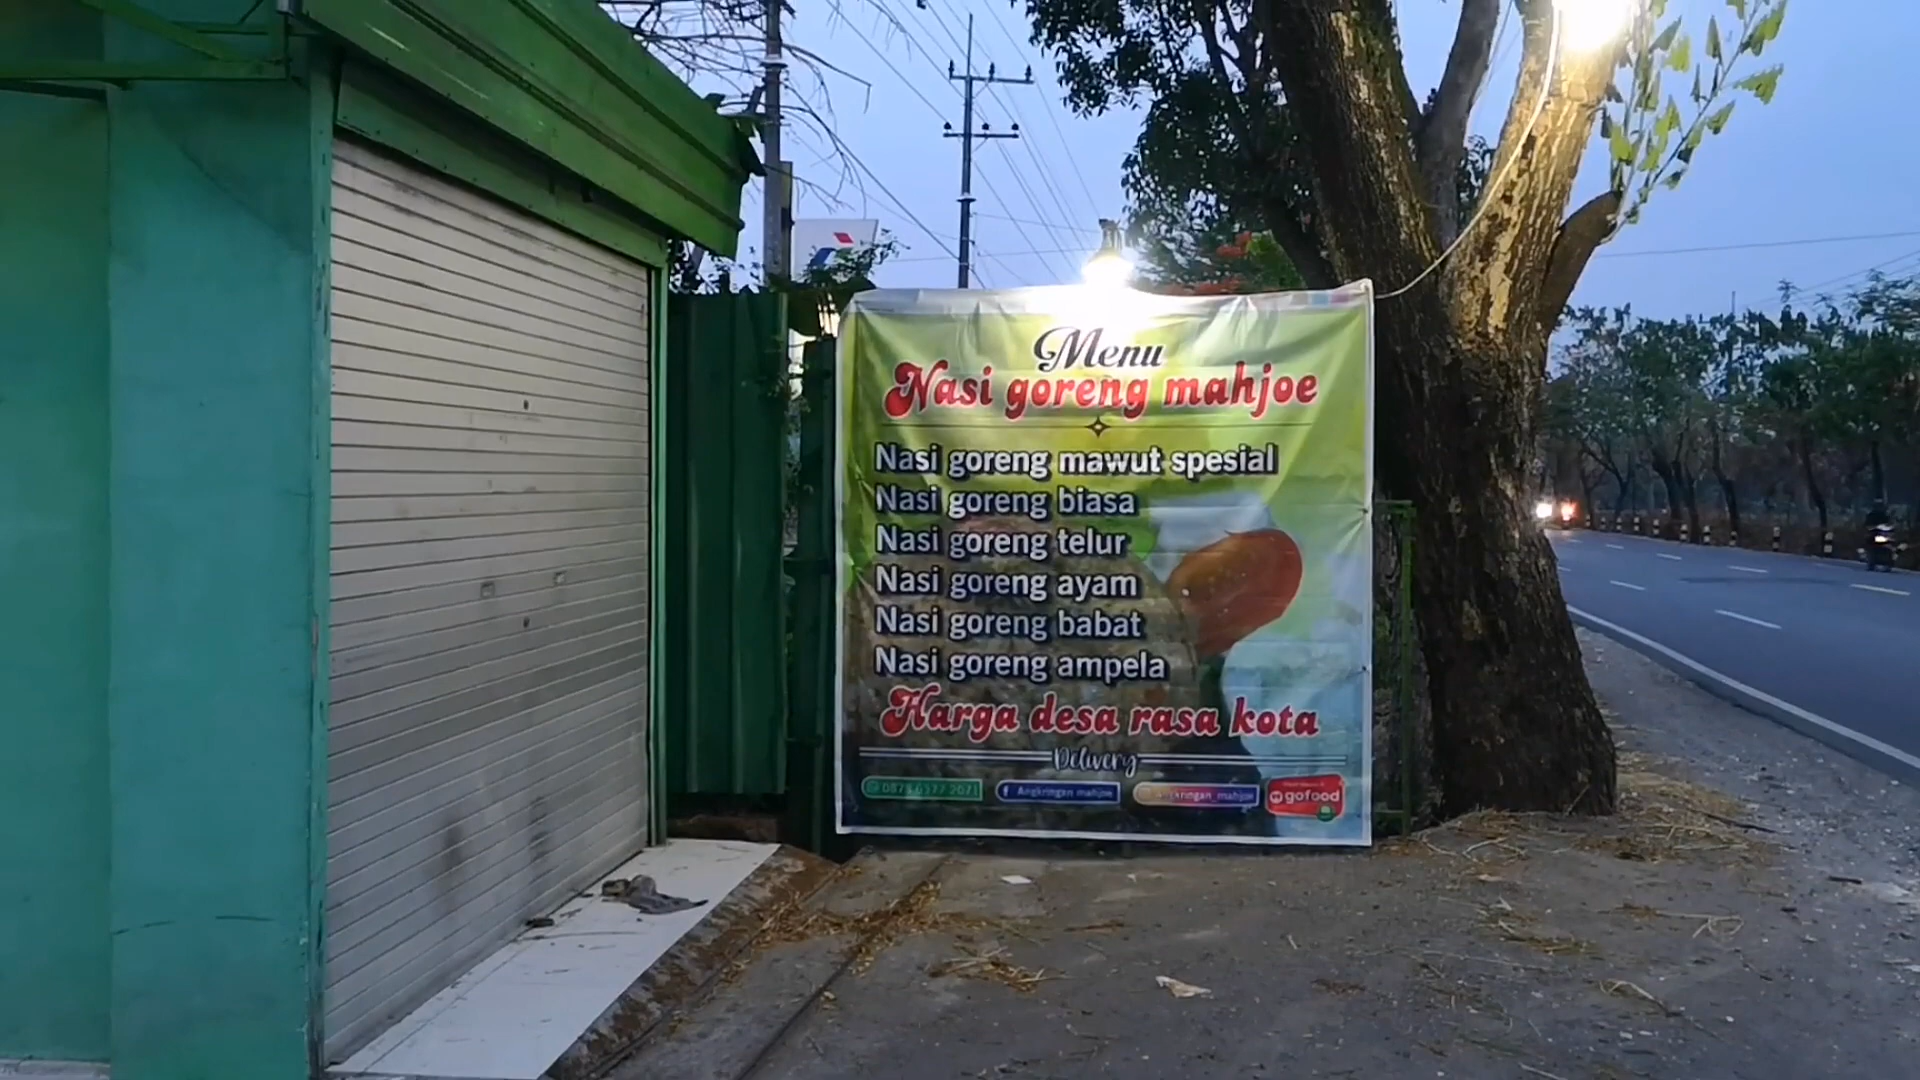 Menu
Nasi goreng mahjoe
Nasi goreng mawut spesial
Nasi goreng biasa
Nasi goreng telur
Nasi goreng ayam
Nasi goreng babat
Nasi goreng ampela
Harga desa rasa kota
Delivery
Angkringan mahjoe
angkringan_mahjoe
gofood